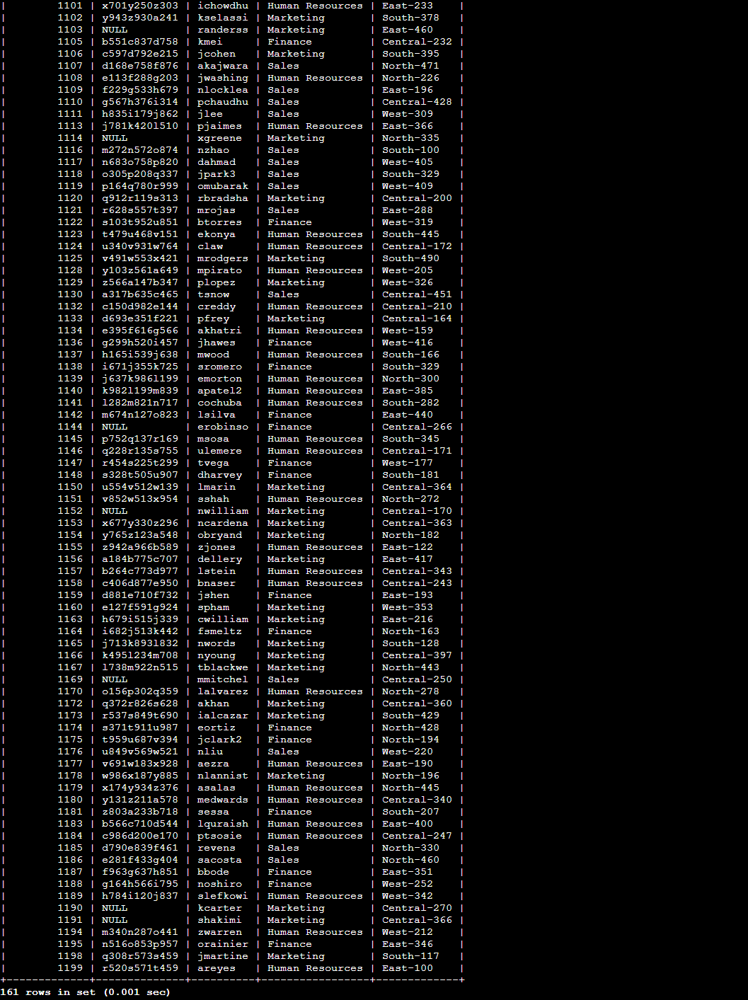 |        1101 | x701y250z303 | ichowdhu | Human Resources | East-233    |
|        1102 | y943z930a241 | kselassi | Marketing       | South-378   |
|        1103 | NULL         | randerss | Marketing       | East-460    |
|        1105 | b551c837d758 | kmei     | Finance         | Central-232 |
|        1106 | c597d792e215 | jcohen   | Marketing       | South-395   |
|        1107 | d168e758f876 | akajwara | Sales           | North-471   |
|        1108 | e113f288g203 | jwashing | Human Resources | North-226   |
|        1109 | f229g533h679 | nlocklea | Sales           | East-196    |
|        1110 | g567h376i314 | pchaudhu | Sales           | Central-428 |
|        1111 | h835i179j862 | jlee     | Sales           | West-309    |
|        1113 | j781k420l510 | pjaimes  | Human Resources | East-366    |
|        1114 | NULL         | xgreene  | Marketing       | North-335   |
|        1116 | m272n572o874 | nzhao    | Sales           | South-100   |
|        1117 | n683o758p820 | dahmad   | Sales           | West-405    |
|        1118 | o305p208q337 | jpark3   | Sales           | South-329   |
|        1119 | p164q780r999 | omubarak | Sales           | West-409    |
|        1120 | q912r119s313 | rbradsha | Marketing       | Central-200 |
|        1121 | r628s557t397 | mrojas   | Sales           | East-288    |
|        1122 | s103t952u851 | btorres  | Finance         | West-319    |
|        1123 | t479u468v151 | ekonya   | Human Resources | South-445   |
|        1124 | u340v931w764 | claw     | Human Resources | Central-172 |
|        1125 | v491w553x421 | mrodgers | Marketing       | South-490   |
|        1128 | y103z561a649 | mpirato  | Human Resources | West-205    |
|        1129 | z566a147b347 | plopez   | Marketing       | West-326    |
|        1130 | a317b635c465 | tsnow    | Sales           | Central-451 |
|        1132 | c150d982e144 | creddy   | Human Resources | Central-210 |
|        1133 | d693e351f221 | pfrey    | Marketing       | Central-164 |
|        1134 | e395f616g566 | akhatri  | Human Resources | West-159    |
|        1136 | g299h520i457 | jhawes   | Finance         | West-416    |
|        1137 | h165i539j638 | mwood    | Human Resources | South-166   |
|        1138 | i671j355k725 | sromero  | Finance         | South-329   |
|        1139 | j637k986l199 | emorton  | Human Resources | North-300   |
|        1140 | k982l199m839 | apatel2  | Human Resources | East-385    |
|        1141 | l282m821n717 | cochuba  | Human Resources | South-282   |
|        1142 | m674n127o823 | lsilva   | Finance         | East-440    |
|        1144 | NULL         | erobinso | Finance         | Central-266 |
|        1145 | p752q137r169 | msosa    | Human Resources | South-345   |
|        1146 | q228r135s755 | ulemere  | Human Resources | Central-171 |
|        1147 | r454s225t299 | tvega    | Finance         | West-177    |
|        1148 | s328t505u907 | dharvey  | Finance         | South-181   |
|        1150 | u554v512w139 | lmarin   | Marketing       | Central-364 |
|        1151 | v852w513x954 | sshah    | Human Resources | North-272   |
|        1152 | NULL         | nwilliam | Marketing       | Central-170 |
|        1153 | x677y330z296 | ncardena | Marketing       | Central-363 |
|        1154 | y765z123a548 | obryand  | Marketing       | North-182   |
|        1155 | z942a966b589 | zjones   | Human Resources | East-122    |
|        1156 | a184b775c707 | dellery  | Marketing       | East-417    |
|        1157 | b264c773d977 | lstein   | Human Resources | Central-343 |
|        1158 | c406d877e950 | bnaser   | Human Resources | Central-243 |
|        1159 | d881e710f732 | jshen    | Finance         | East-193    |
|        1160 | e127f591g924 | spham    | Marketing       | West-353    |
|        1163 | h679i515j339 | cwilliam | Marketing       | East-216    |
|        1164 | i682j513k442 | fsmeltz  | Finance         | North-163   |
|        1165 | j713k893l832 | nwords   | Marketing       | South-128   |
|        1166 | k495l234m708 | nyoung   | Marketing       | Central-397 |
|        1167 | l738m922n515 | tblackwe | Marketing       | North-443   |
|        1169 | NULL         | mmitchel | Sales           | Central-250 |
|        1170 | o156p302q359 | lalvarez | Human Resources | North-278   |
|        1172 | q372r826s628 | akhan    | Marketing       | Central-360 |
|        1173 | r537s849t690 | ialcazar | Marketing       | South-429   |
|        1174 | s371t911u987 | eortiz   | Finance         | North-428   |
|        1175 | t959u687v394 | jclark2  | Finance         | North-194   |
|        1176 | u849v569w521 | nliu     | Sales           | West-220    |
|        1177 | v691w183x928 | aezra    | Human Resources | East-190    |
|        1178 | w986x187y885 | nlannist | Marketing       | North-196   |
|        1179 | x174y934z376 | asalas   | Human Resources | North-445   |
|        1180 | y131z211a578 | medwards | Human Resources | Central-340 |
|        1181 | z803a233b718 | sessa    | Finance         | South-207   |
|        1183 | b566c710d544 | lquraish | Human Resources | East-400    |
|        1184 | c986d200e170 | ptsosie  | Human Resources | Central-247 |
|        1185 | d790e839f461 | revens   | Sales           | North-330   |
|        1186 | e281f433g404 | sacosta  | Sales           | North-460   |
|        1187 | f963g637h851 | bbode    | Finance         | East-351    |
|        1188 | g164h566i795 | noshiro  | Finance         | West-252    |
|        1189 | h784i120j837 | slefkowi | Human Resources | West-342    |
|        1190 | NULL         | kcarter  | Marketing       | Central-270 |
|        1191 | NULL         | shakimi  | Marketing       | Central-366 |
|        1194 | m340n287o441 | zwarren  | Human Resources | West-212    |
|        1195 | n516o853p957 | orainier | Finance         | East-346    |
|        1198 | q308r573s459 | jmartine | Marketing       | South-117   |
|        1199 | r520s571t459 | areyes   | Human Resources | East-100    |
+-------------+--------------+----------+-----------------+-------------+
161 rows in set (0.001 sec)